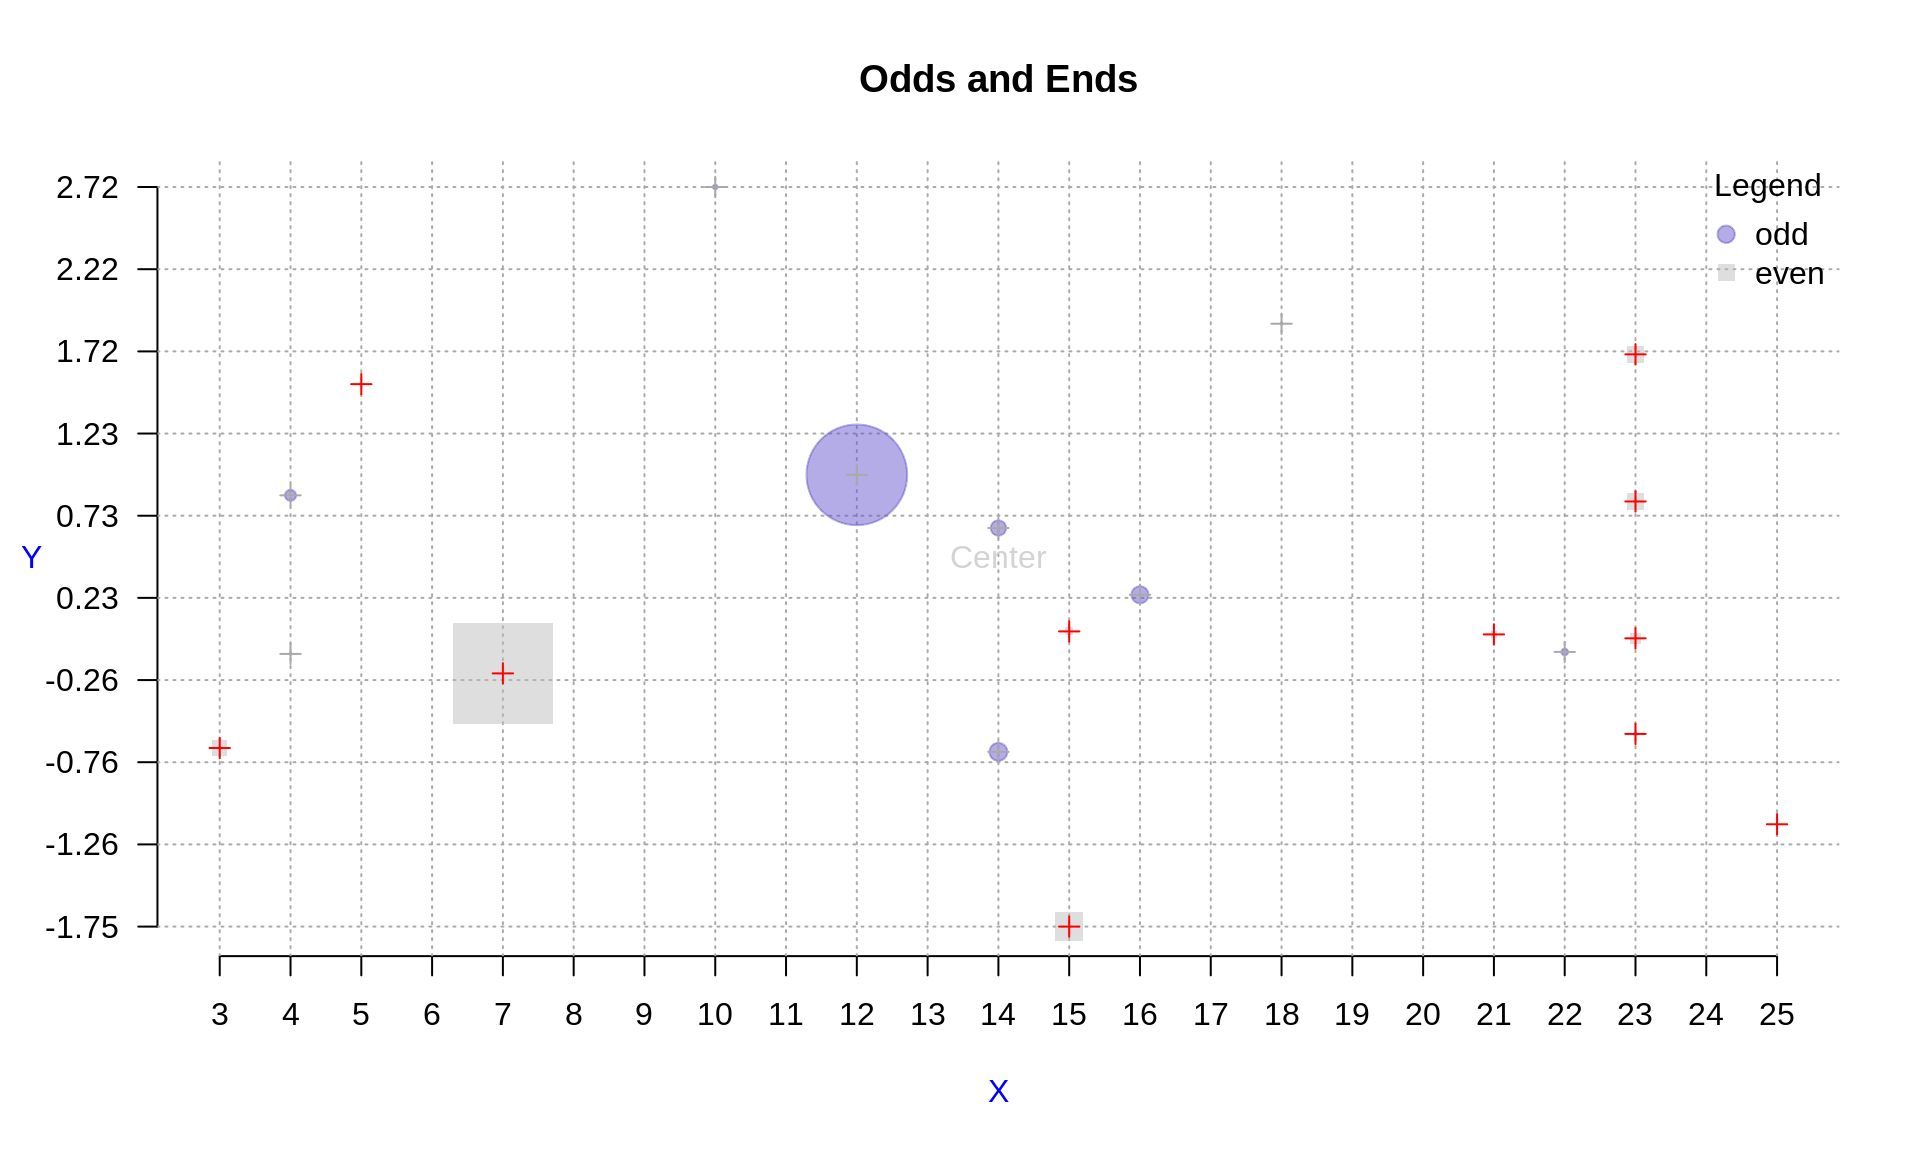 Odds and Ends
Legend
odd
even
2.72
2.22
1.72
1.23
0.73
0.23
-0.26
-0.76
-1.26
-1.75
Y
Center
3 4 5 6 7 8 9 10 11 12 13 14 15 16 17 18 19 20 21 22 23 24 25
X